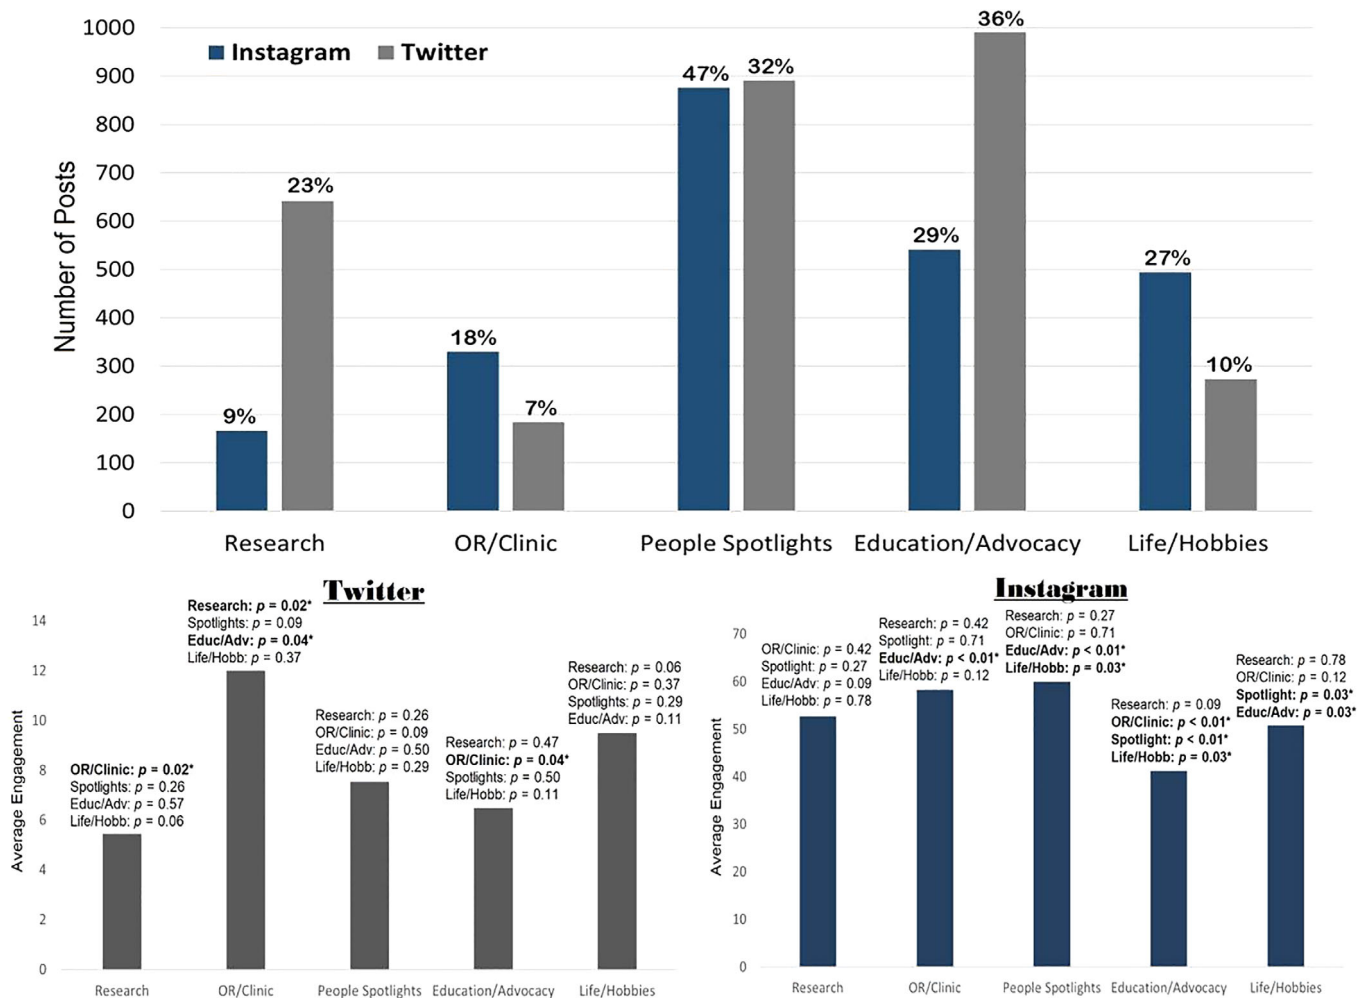 Number of Posts
1000
900
800
700
600
500
400
300
200
100
0
Instagram
Twitter
9%
23%
18%
7%
47%
32%
29%
36%
27%
10%
Research
OR/Clinic
People Spotlights
Education/Advocacy
Life/Hobbies
Twitter
Average Engagement
14
12
10
8
6
4
2
0
OR/Clinic: p = 0.02*
Spotlights: p = 0.26
Educ/Adv: p = 0.57
Life/Hobb: p = 0.06
Research: p = 0.02*
Spotlights: p = 0.09
Educ/Adv: p = 0.04*
Life/Hobb: p = 0.37
Research: p = 0.26
OR/Clinic: p = 0.09
Educ/Adv: p = 0.50
Life/Hobb: p = 0.29
Research: p = 0.47
OR/Clinic: p = 0.04*
Spotlights: p = 0.50
Life/Hobb: p = 0.11
Research: p = 0.06
OR/Clinic: p = 0.37
Spotlights: p = 0.29
Educ/Adv: p = 0.11
Research
OR/Clinic
People Spotlights
Education/Advocacy
Life/Hobbies
Instagram
Average Engagement
70
60
50
40
30
20
10
0
OR/Clinic: p = 0.42
Spotlight: p = 0.27
Educ/Adv: p = 0.09
Life/Hobb: p = 0.78
Research: p = 0.42
Spotlight: p = 0.71
Educ/Adv: p < 0.01*
Life/Hobb: p = 0.12
Research: p = 0.27
OR/Clinic: p = 0.71
Educ/Adv: p < 0.01*
Life/Hobb: p = 0.03*
Research: p = 0.09
OR/Clinic: p < 0.01*
Spotlight: p < 0.01*
Life/Hobb: p = 0.03*
Research: p = 0.78
OR/Clinic: p = 0.12
Spotlight: p = 0.03*
Educ/Adv: p = 0.03*
Research
OR/Clinic
People Spotlights
Education/Advocacy
Life/Hobbies